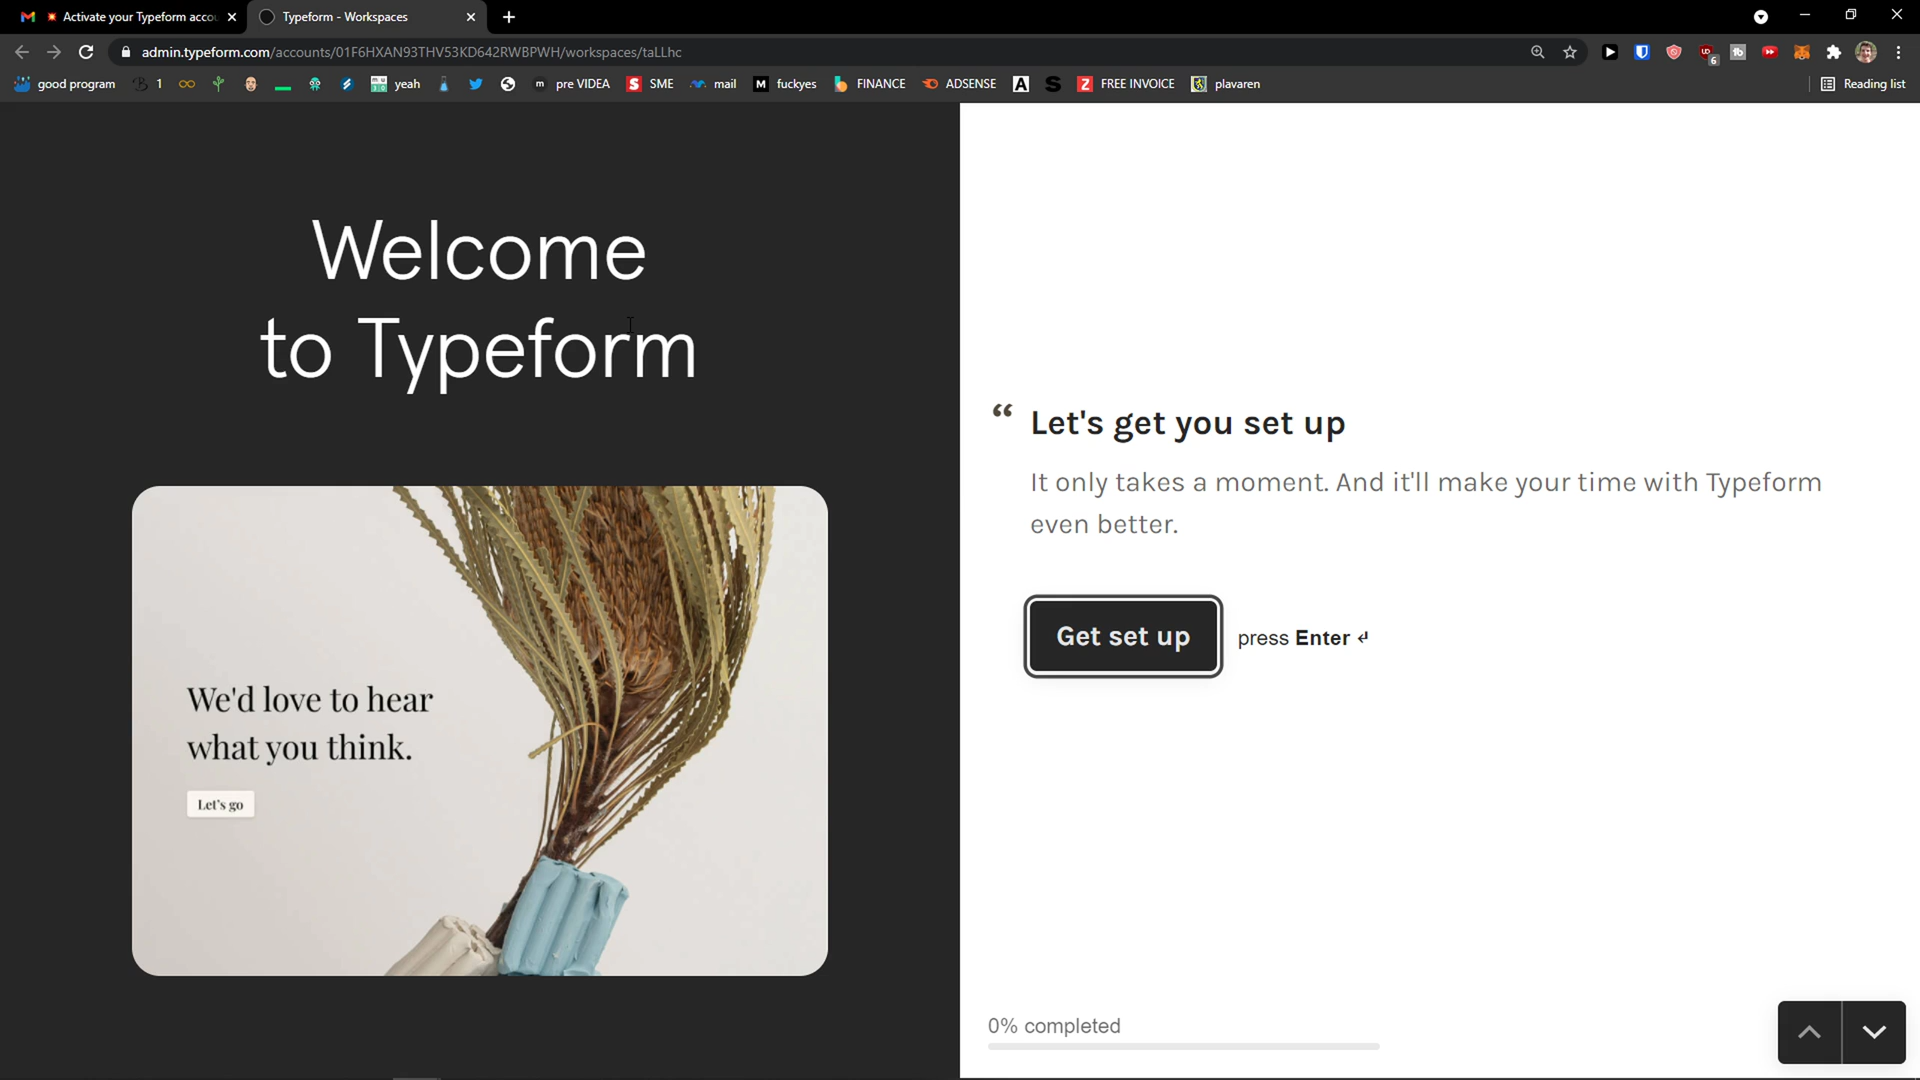 Activate your Typeform accou
Typeform - Workspaces
admin.typeform.com/accounts/01F6HXAN93THV53KD642RWBPWH/workspaces/taLLhc
6
good program
1
yeah
pre VIDEA
SME
mail
fuckyes
FINANCE
ADSENSE
FREE INVOICE
plavaren
Reading list
Welcome
to Typeform
We'd love to hear
what you think.
Let's go
“ Let's get you set up
It only takes a moment. And it'll make your time with Typeform
even better.
Get set up
press Enter ↵
0% completed